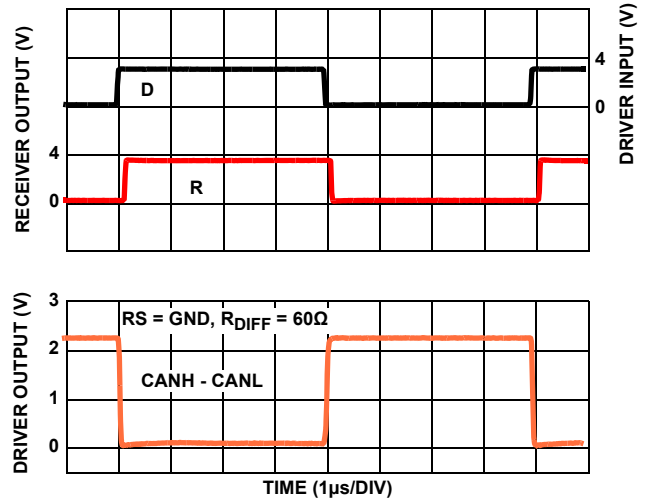 RECEIVER OUTPUT (V)
4
0
D
R
4
0
DRIVER INPUT (V)
DRIVER OUTPUT (V)
3
2
1
0
RS = GND, RDIFF = 60Ω
CANH - CANL
TIME (1µs/DIV)